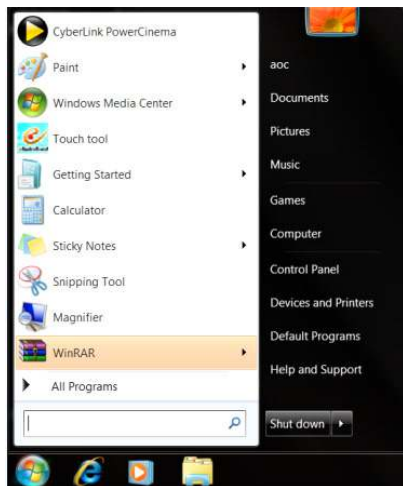 CyberLink PowerCinema
Paint
Windows Media Center
Touch tool
Getting Started
Calculator
Sticky Notes
Snipping Tool
Magnifier
WinRAR
All Programs
aoc
Documents
Pictures
Music
Games
Computer
Control Panel
Devices and Printers
Default Programs
Help and Support
Shut down